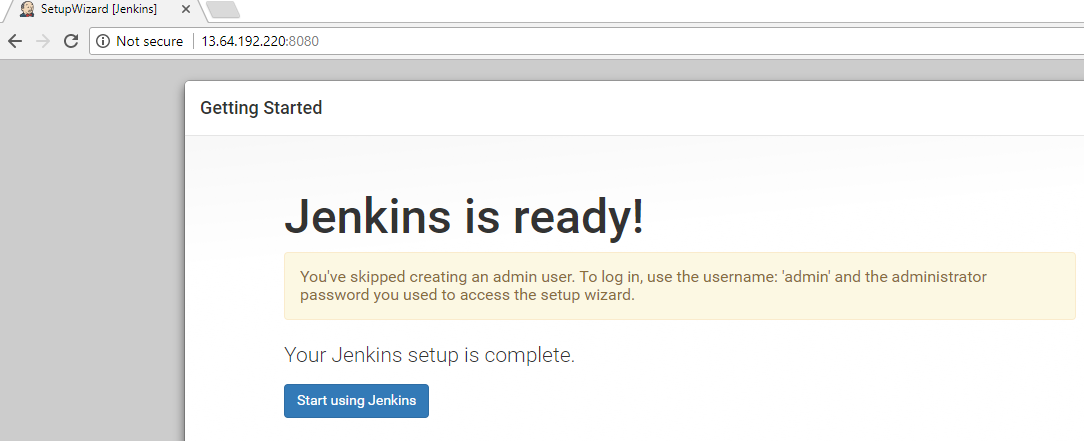 SetupWizard [Jenkins]
Not secure 13.64.192.220:8080
Getting Started
Jenkins is ready!
You've skipped creating an admin user. To log in, use the username: 'admin' and the administrator
password you used to access the setup wizard.
Your Jenkins setup is complete.
Start using Jenkins